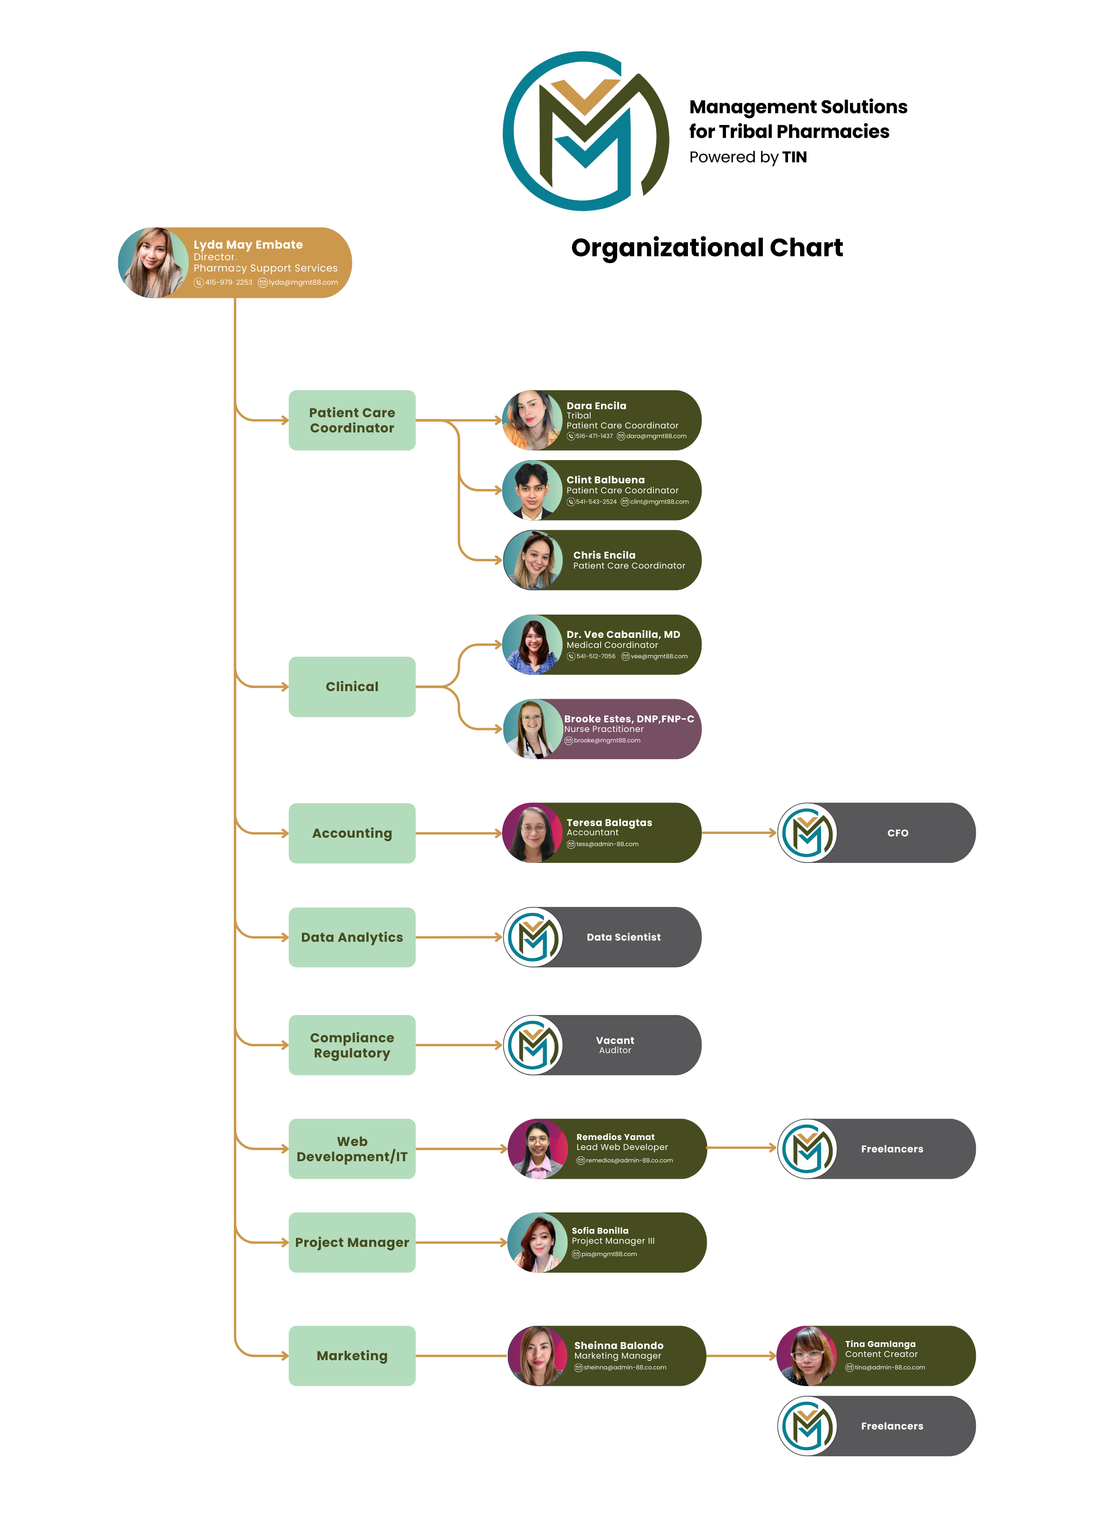 Management Solutions
for Tribal Pharmacies
Powered by TIN
Organizational Chart
Lyda May Embate
Director
Pharmacy Support Services
415-979-2253 lyda@mgmt88.com
Patient Care
Coordinator
Dara Encila
Tribal
Patient Care Coordinator
516-471-1437 dara@mgmt88.com
Clint Balbuena
Patient Care Coordinator
541-543-2524 clint@mgmt88.com
Chris Encila
Patient Care Coordinator
Clinical
Dr. Vee Cabanilla, MD
Medical Coordinator
541-512-7056 vee@mgmt88.com
Brooke Estes, DNP,FNP-C
Nurse Practitioner
brooke@mgmt88.com
Accounting
Teresa Balagtas
Accountant
tess@admin-88.com
CFO
Data Analytics
Data Scientist
Compliance
Regulatory
Vacant
Auditor
Web
Development/IT
Remedios Yamat
Lead Web Developer
remedios@admin-88.co.com
Freelancers
Project Manager
Sofia Bonilla
Project Manager III
pia@mgmt88.com
Marketing
Sheinna Balondo
Marketing Manager
sheinna@admin-88.co.com
Tina Gamlanga
Content Creator
tina@admin-88.co.com
Freelancers